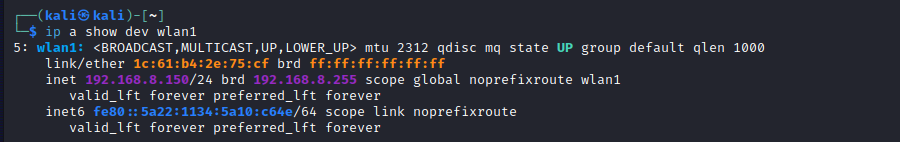 ┌──(kali㉿kali)-[~]
└─$ ip a show dev wlan1
5: wlan1: <BROADCAST,MULTICAST,UP,LOWER_UP> mtu 2312 qdisc mq state UP group default qlen 1000
    link/ether 1c:61:b4:2e:75:cf brd ff:ff:ff:ff:ff:ff
    inet 192.168.8.150/24 brd 192.168.8.255 scope global noprefixroute wlan1
       valid_lft forever preferred_lft forever
    inet6 fe80::5a22:1134:5a10:c64e/64 scope link noprefixroute
       valid_lft forever preferred_lft forever